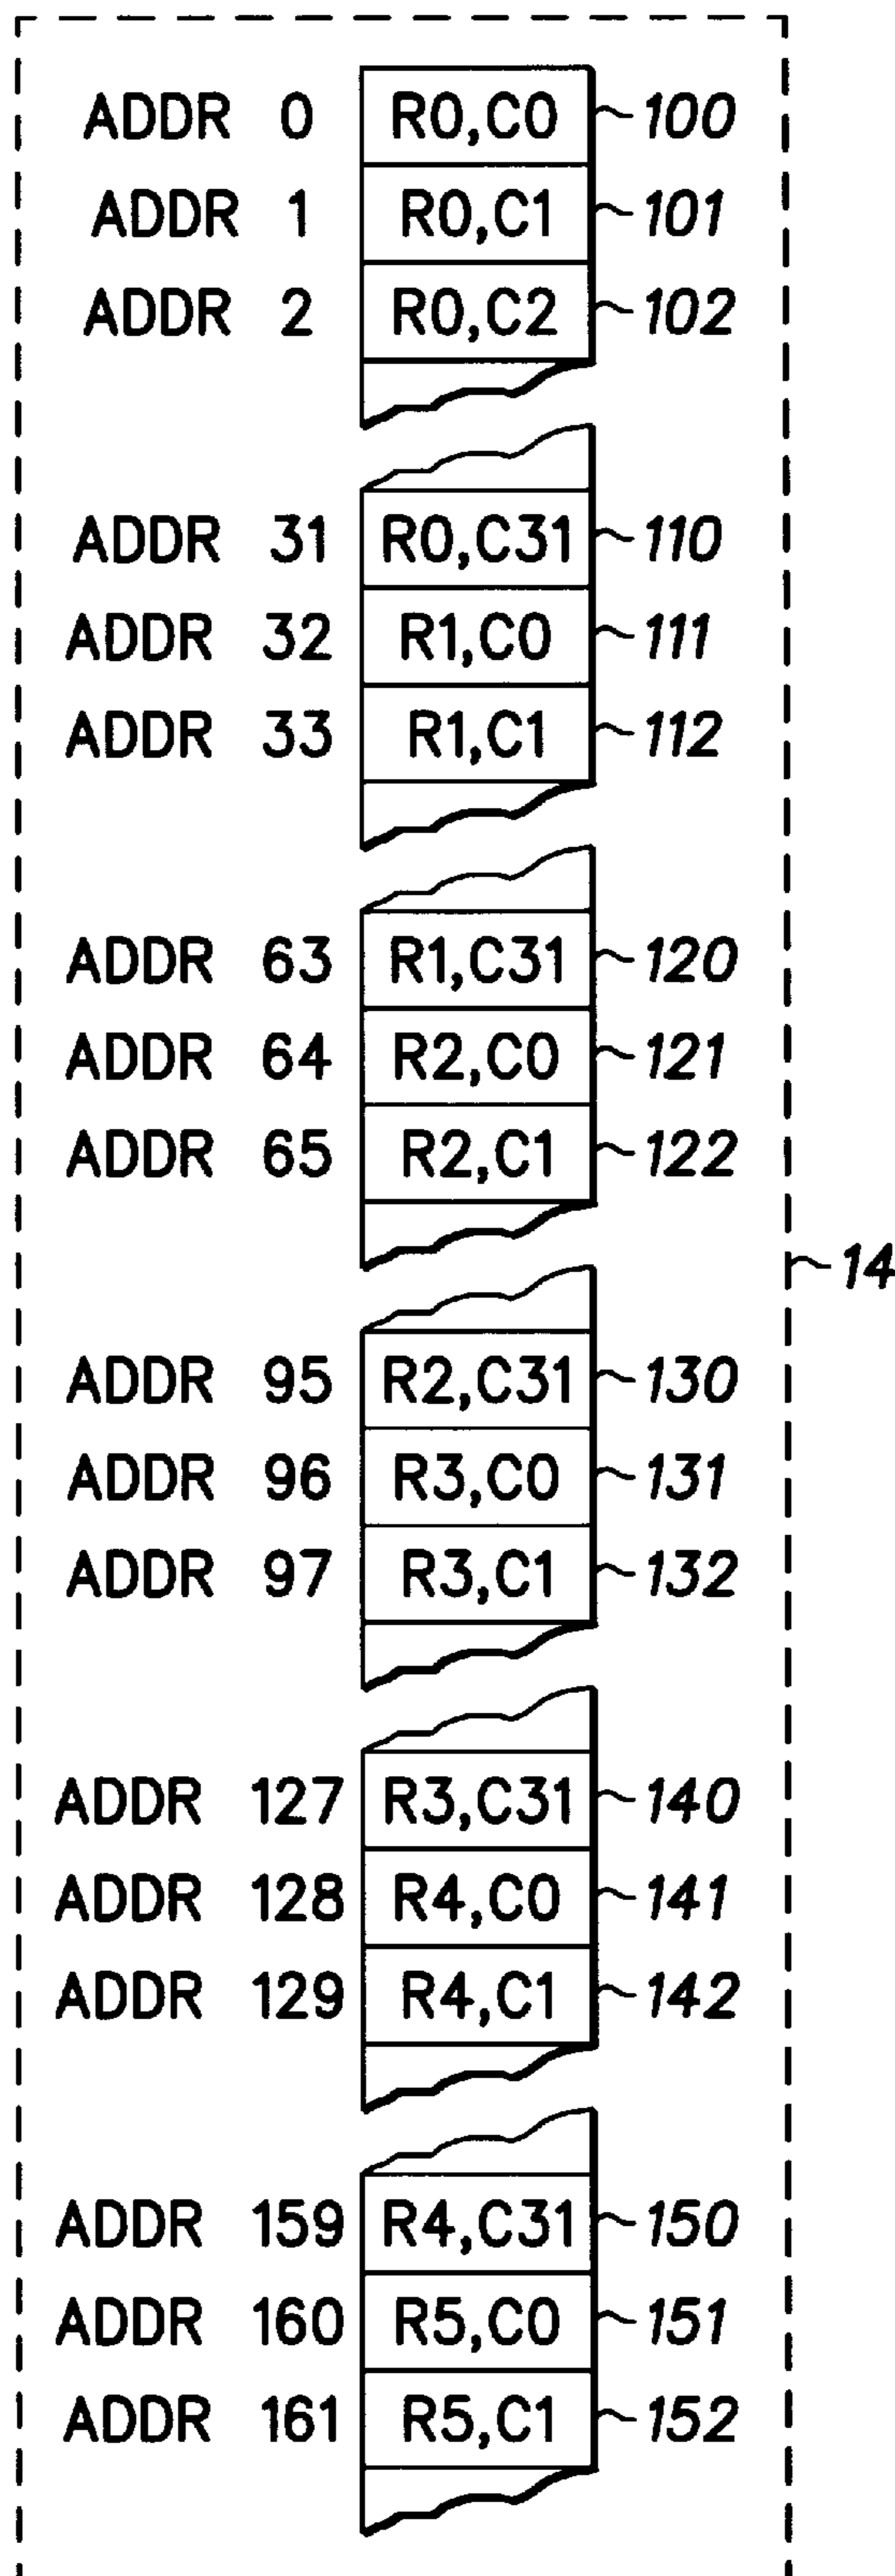 ADDR 0 R0,C0 100
ADDR 1 R0,C1 101
ADDR 2 R0,C2 102
ADDR 31 R0,C31 110
ADDR 32 R1,C0 111
ADDR 33 R1,C1 112
ADDR 63 R1,C31 120
ADDR 64 R2,C0 121
ADDR 65 R2,C1 122
14
ADDR 95 R2,C31 130
ADDR 96 R3,C0 131
ADDR 97 R3,C1 132
ADDR 127 R3,C31 140
ADDR 128 R4,C0 141
ADDR 129 R4,C1 142
ADDR 159 R4,C31 150
ADDR 160 R5,C0 151
ADDR 161 R5,C1 152